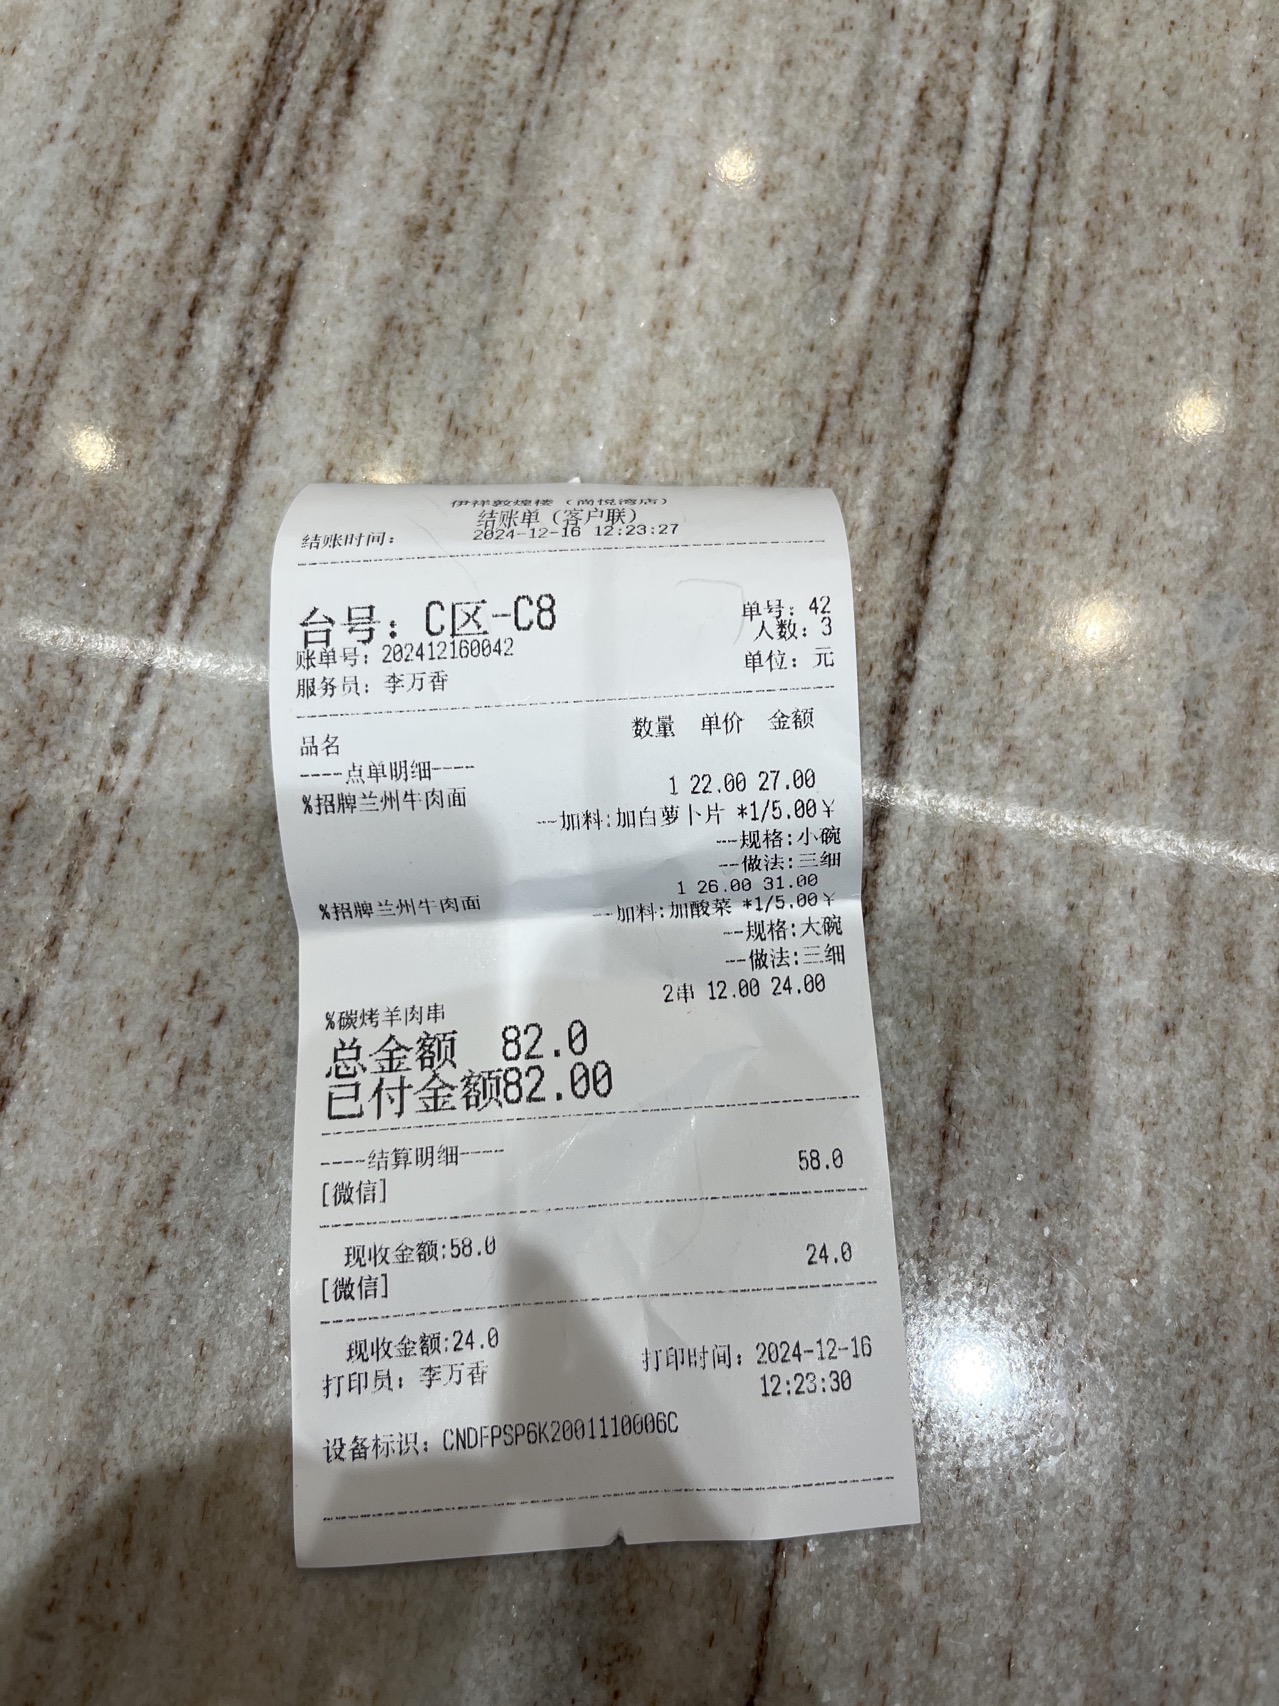 伊祥敦煌楼（尚悦湾店）
结账单（客户联）
结账时间： 2024-12-16 12:23:27
台号：C区-C8 单号：42
人数：3
账单号：202412160042
服务员：李万香 单位：元
品名 数量 单价 金额
----点单明细----
%招牌兰州牛肉面 1 22.00 27.00
--加料:加白萝卜片 *1/5.00¥
--规格:小碗
--做法:三细
%招牌兰州牛肉面 1 26.00 31.00
--加料:加酸菜 *1/5.00¥
--规格:大碗
--做法:三细
%碳烤羊肉串 2串 12.00 24.00
总金额 82.0
已付金额82.00
----结算明细----
[微信] 58.0
现收金额:58.0
[微信] 24.0
现收金额:24.0
打印员：李万香 打印时间：2024-12-16
12:23:30
设备标识：CNDFPSP6K2001110006C